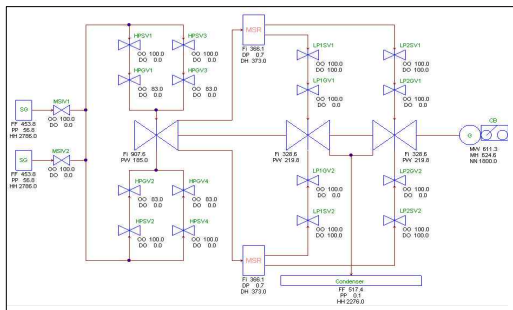 HPSV1
OO 100.0
DO 0.0
HPSV3
OO 100.0
DO 0.0
MSR
FI 366.1
DP 0.7
DH 373.0
LP1SV1
OO 100.0
DO 100.0
LP2SV1
OO 100.0
DO 100.0
HPGV1
OO 83.0
DO 0.0
HPGV3
OO 83.0
DO 0.0
LP1GV1
OO 100.0
DO 0.0
LP2GV1
OO 100.0
DO 0.0
SG
FF 453.8
PP 56.8
HH 2786.0
MSIV1
OO 100.0
DO 0.0
FI 907.6
PW 185.0
FI 328.6
PW 219.8
FI 328.6
PW 219.8
G
CB
MW 611.3
MH 624.6
NN 1800.0
SG
FF 453.8
PP 56.8
HH 2786.0
MSIV2
OO 100.0
DO 0.0
HPGV2
OO 83.0
DO 0.0
HPGV4
OO 83.0
DO 0.0
LP1GV2
OO 100.0
DO 0.0
LP2GV2
OO 100.0
DO 0.0
HPSV2
OO 100.0
DO 0.0
HPSV4
OO 100.0
DO 0.0
LP1SV2
OO 100.0
DO 100.0
LP2SV2
OO 100.0
DO 100.0
MSR
FI 366.1
DP 0.7
DH 373.0
Condenser
FF 517.4
PP 0.1
HH 2276.0